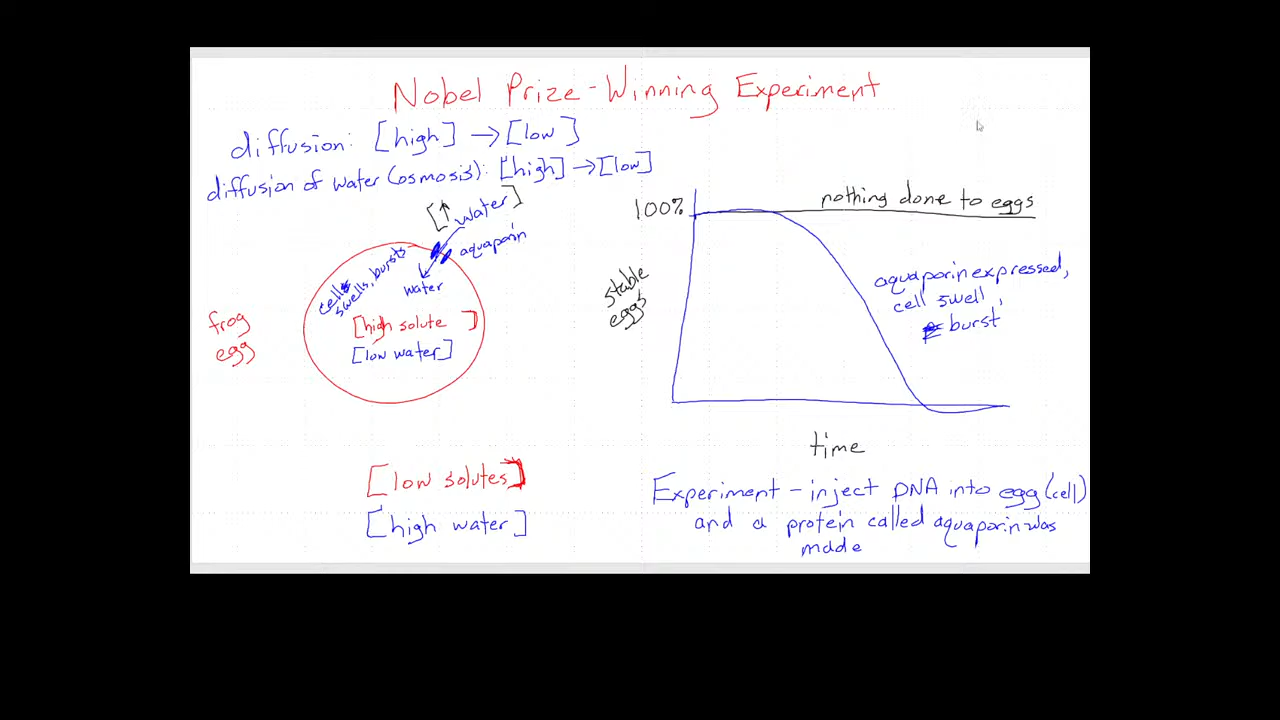 Nobel Prize-Winning Experiment
diffusion: [high] → [low]
diffusion of water (osmosis): [high] → [low]
[↑ water]
aquaporin
cell swells, bursts
water
frog
egg
[high solute]
[low water]
[low solutes]
[high water]
100%
nothing done to eggs
stable
eggs
aquaporin expressed,
cell swell,
burst
time
Experiment - inject DNA into egg (cell)
and a protein called aquaporin was
made